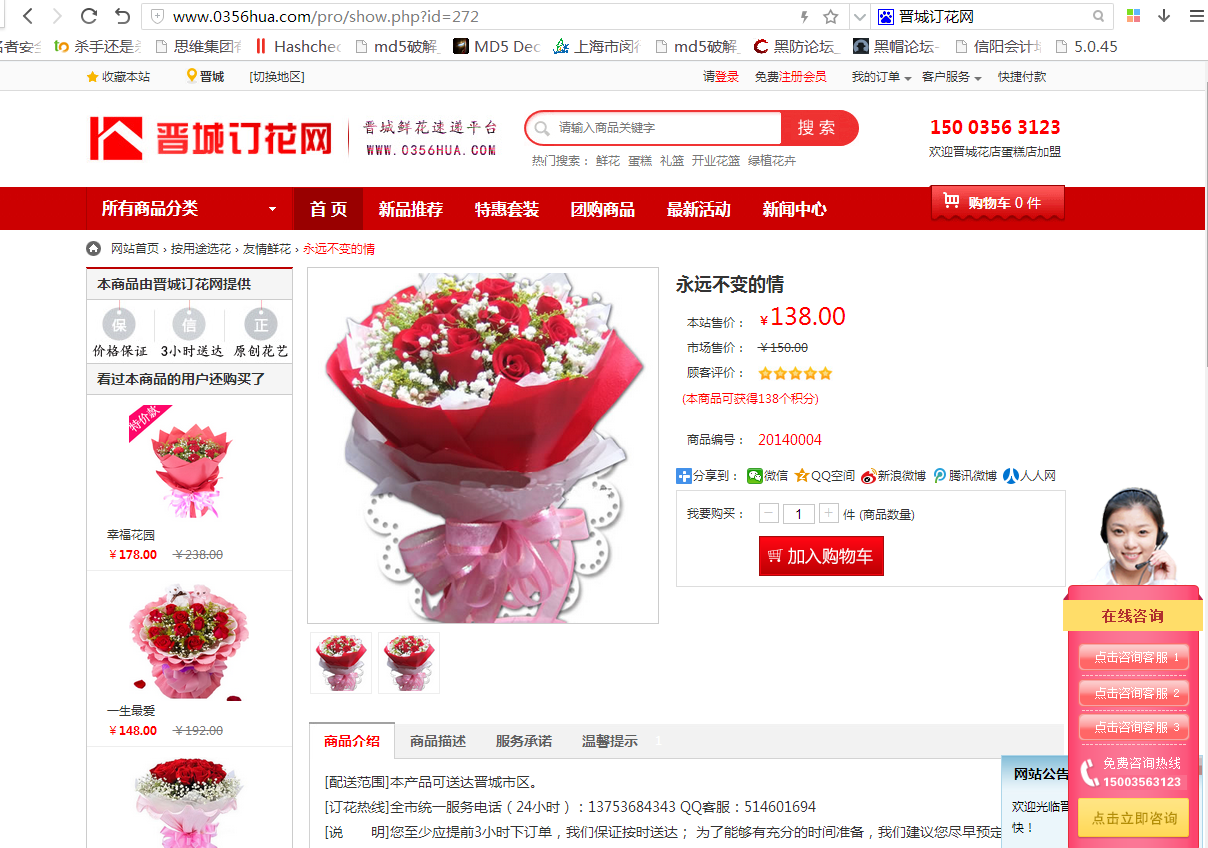 www.0356hua.com/pro/show.php?id=272
晋城订花网
杀手还是
思维集团
Hashche
md5破解
MD5 Dec
上海市闵行
md5破解
黑防论坛_
黑帽论坛-
信阳会计
5.0.45
收藏本站 晋城 [切换地区]
请登录 免费注册会员 我的订单 客户服务 快捷付款
晋城订花网
晋城鲜花速递平台
WWW.0356HUA.COM
请输入商品关键字 搜 索
热门搜索： 鲜花 蛋糕 礼篮 开业花篮 绿植花卉
150 0356 3123
欢迎晋城花店蛋糕店加盟
所有商品分类 首 页 新品推荐 特惠套装 团购商品 最新活动 新闻中心
购物车 0 件
网站首页 › 按用途选花 › 友情鲜花 › 永远不变的情
本商品由晋城订花网提供
保 信 正
价格保证 3小时送达 原创花艺
看过本商品的用户还购买了
特价款
幸福花园
￥178.00 ￥238.00
一生最爱
￥148.00 ￥192.00
永远不变的情
本站售价： ￥138.00
市场售价： ￥150.00
顾客评价：
(本商品可获得138个积分)
商品编号： 20140004
分享到： 微信 QQ空间 新浪微博 腾讯微博 人人网
我要购买： － 1 + 件 (商品数量)
加入购物车
商品介绍 商品描述 服务承诺 温馨提示 1
[配送范围]本产品可送达晋城市区。
[订花热线]全市统一服务电话（24小时）：13753684343 QQ客服：514601694
[说 明]您至少应提前3小时下订单，我们保证按时送达； 为了能够有充分的时间准备，我们建议您尽早预定
网站公告
欢迎光临晋
快！
在线咨询
点击咨询客服 1
点击咨询客服 2
点击咨询客服 3
免费咨询热线
15003563123
点击立即咨询